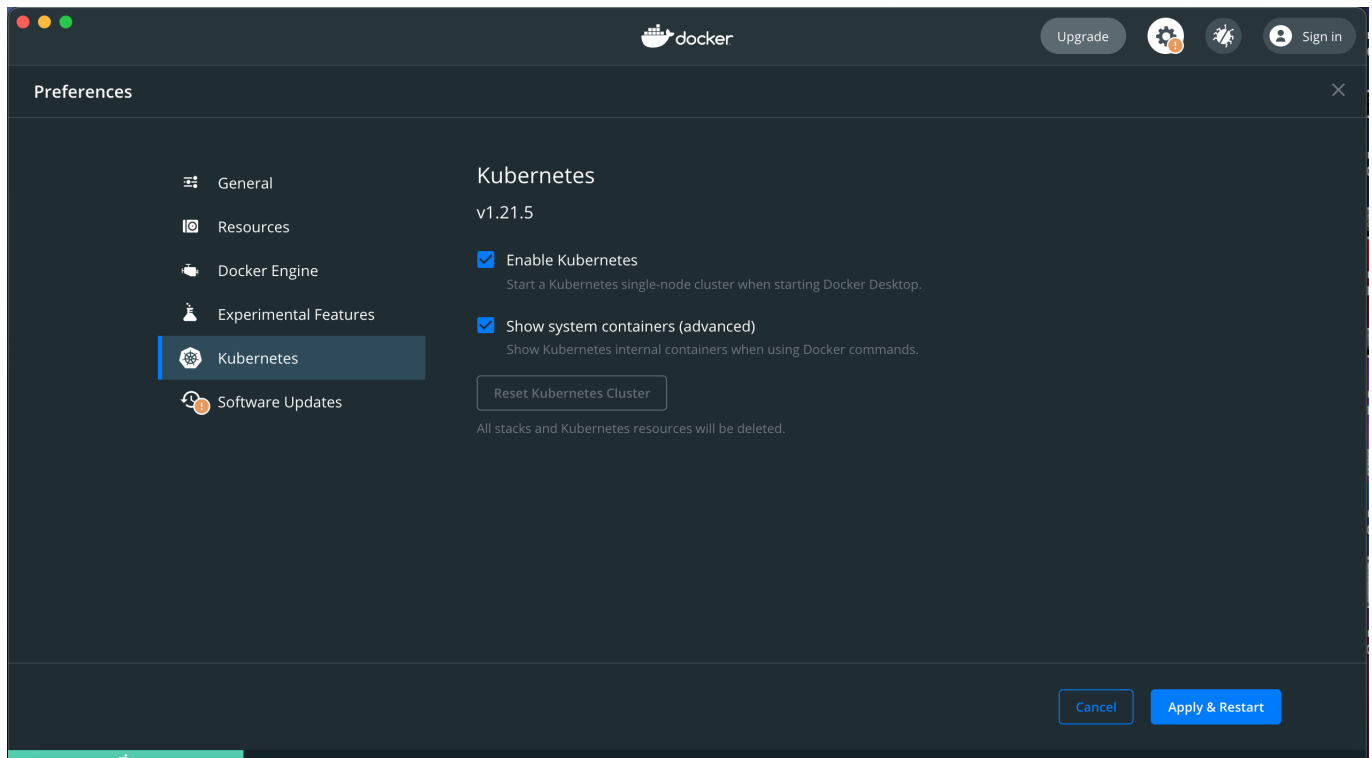 docker
Upgrade
Sign in
Preferences
General
Resources
Docker Engine
Experimental Features
Kubernetes
Software Updates
Kubernetes
v1.21.5
Enable Kubernetes
Start a Kubernetes single-node cluster when starting Docker Desktop.
Show system containers (advanced)
Show Kubernetes internal containers when using Docker commands.
Reset Kubernetes Cluster
All stacks and Kubernetes resources will be deleted.
Cancel
Apply & Restart